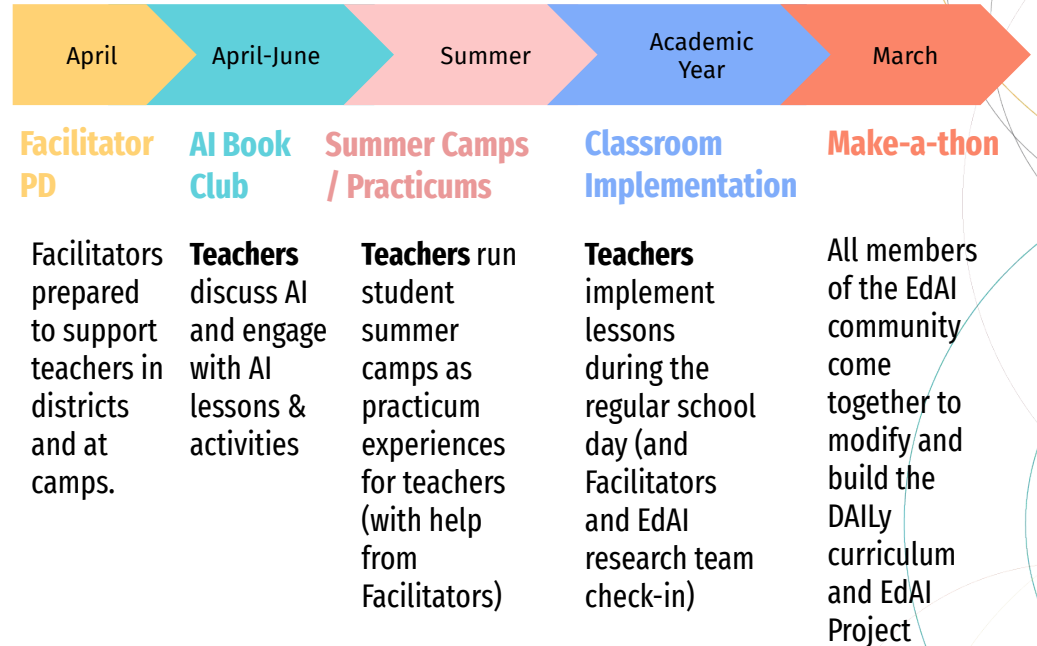 April
April-June
Summer
Academic
Year
March
Facilitator
PD
AI Book
Club
Summer Camps
/ Practicums
Classroom
Implementation
Make-a-thon
Facilitators
prepared
to support
teachers in
districts
and at
camps.
Teachers
discuss AI
and engage
with AI
lessons &
activities
Teachers run
student
summer
camps as
practicum
experiences
for teachers
(with help
from
Facilitators)
Teachers
implement
lessons
during the
regular school
day (and
Facilitators
and EdAI
research team
check-in)
All members
of the EdAI
community
come
together to
modify and
build the
DAILy
curriculum
and EdAI
Project